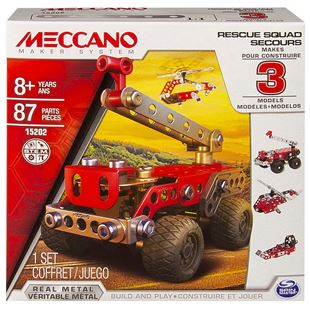 MECCANO
MAKER SYSTEM
RESCUE SQUAD
SECOURS
MAKES
POUR CONSTRUIRE
3
MODELS
MODÈLES•MODELOS
8+ YEARS
ANS
87 PARTS
PIÈCES
15202
STEM
1 SET
COFFRET/JUEGO
REAL METAL
VÉRITABLE MÉTAL
BUILD AND PLAY • CONSTRUIRE ET JOUER
SPIN MASTER